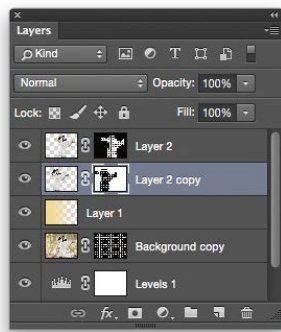 Layers
Kind
Normal Opacity: 100%
Lock: Fill: 100%
Layer 2
Layer 2 copy
Layer 1
Background copy
Levels 1
fx.